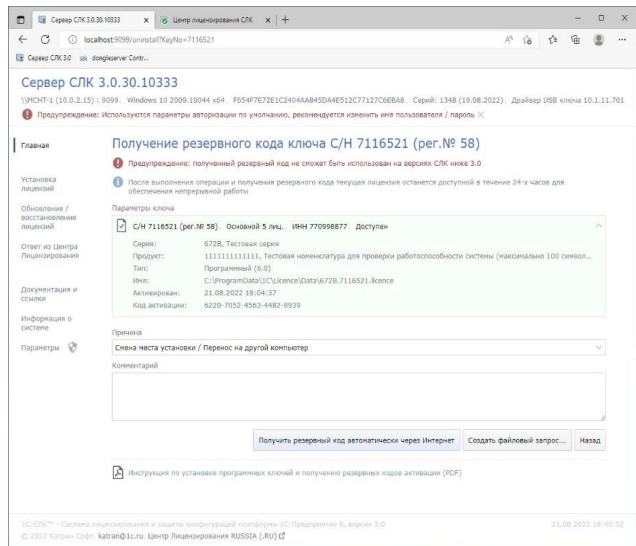 Сервер СЛК 3.0.30.10333
Центр лицензирования СЛК
localhost:9099/uninstall?KeyNo=7116521
Сервер СЛК 3.0
dongleserver Contr...
Сервер СЛК 3.0.30.10333
\\MCHT-1 (10.0.2.15) : 9099, Windows 10 2009.19044 x64, F654F7E72E1C2404AA845DA4E512C77127C6EBA8, Серий: 1348 (19.08.2022), Драйвер USB ключа 10.1.11.701
Предупреждение: Используются параметры авторизации по умолчанию, рекомендуется изменить имя пользователя / пароль
Главная
Установка лицензий
Обновление / восстановление лицензий
Ответ из Центра Лицензирования
Документация и ссылки
Информация о системе
Параметры
Получение резервного кода ключа С/Н 7116521 (рег.№ 58)
Предупреждение: полученный резервный код не сможет быть использован на версиях СЛК ниже 3.0
После выполнения операции и получения резервного кода текущая лицензия останется доступной в течение 24-х часов для
обеспечения непрерывной работы
Параметры ключа
С/Н 7116521 (рег.№ 58), Основной 5 лиц., ИНН 770998877, Доступен
Серия: 672B, Тестовая серия
Продукт: 1111111111111, Тестовая номенклатура для проверки работоспособности системы (максимально 100 символ...
Тип: Программный (6.0)
Имя: C:\ProgramData\1C\Licence\Data\672B.7116521.licence
Активирован: 21.08.2022 18:04:37
Код активации: 6220-7052-4563-4482-8939
Причина
Смена места установки / Перенос на другой компьютер
Комментарий
Получить резервный код автоматически через Интернет
Создать файловый запрос...
Назад
Инструкция по установке программных ключей и получению резервных кодов активации (PDF)
1С:СЛК™ - Система лицензирования и защиты конфигураций платформы 1С:Предприятие 8, версия 3.0
21.08.2022 18:40:52
© 2022 Катран Софт, katran@1c.ru. Центр Лицензирования RUSSIA (.RU)